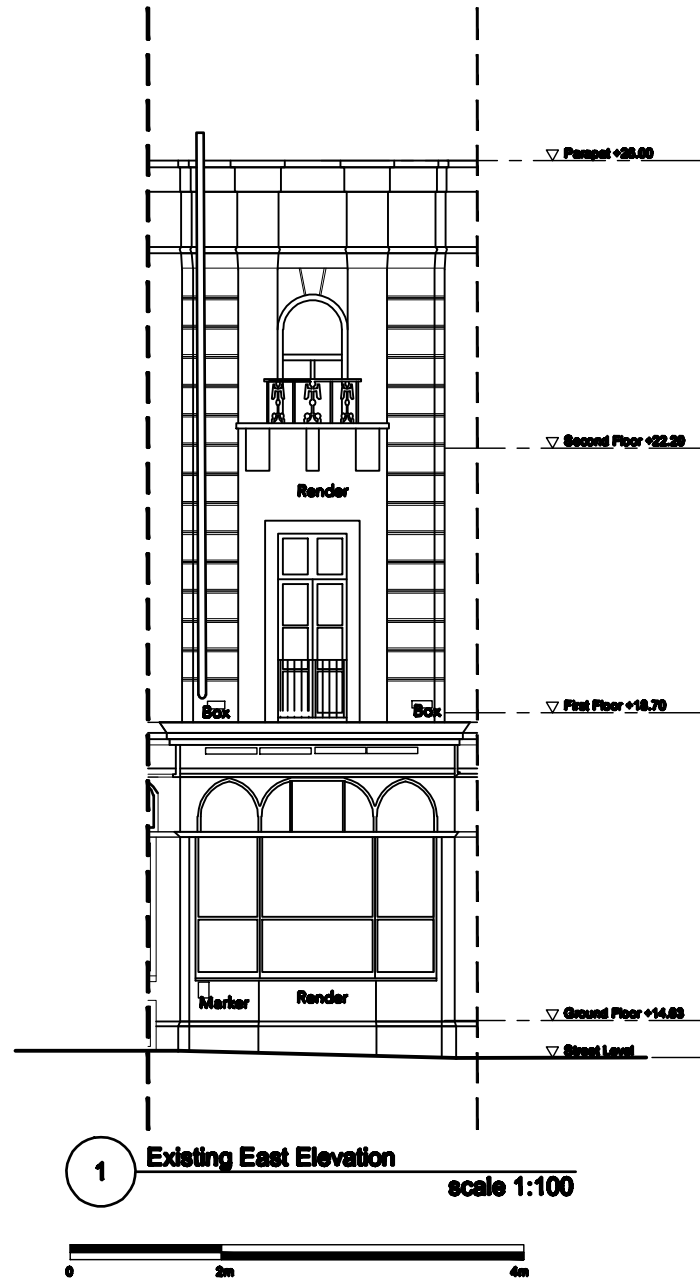 Parapet +26.00
Second Floor +22.20
Render
First Floor +18.70
Box
Box
Marker
Render
Ground Floor +14.63
Street Level
1
Existing East Elevation
scale 1:100
0 2m 4m